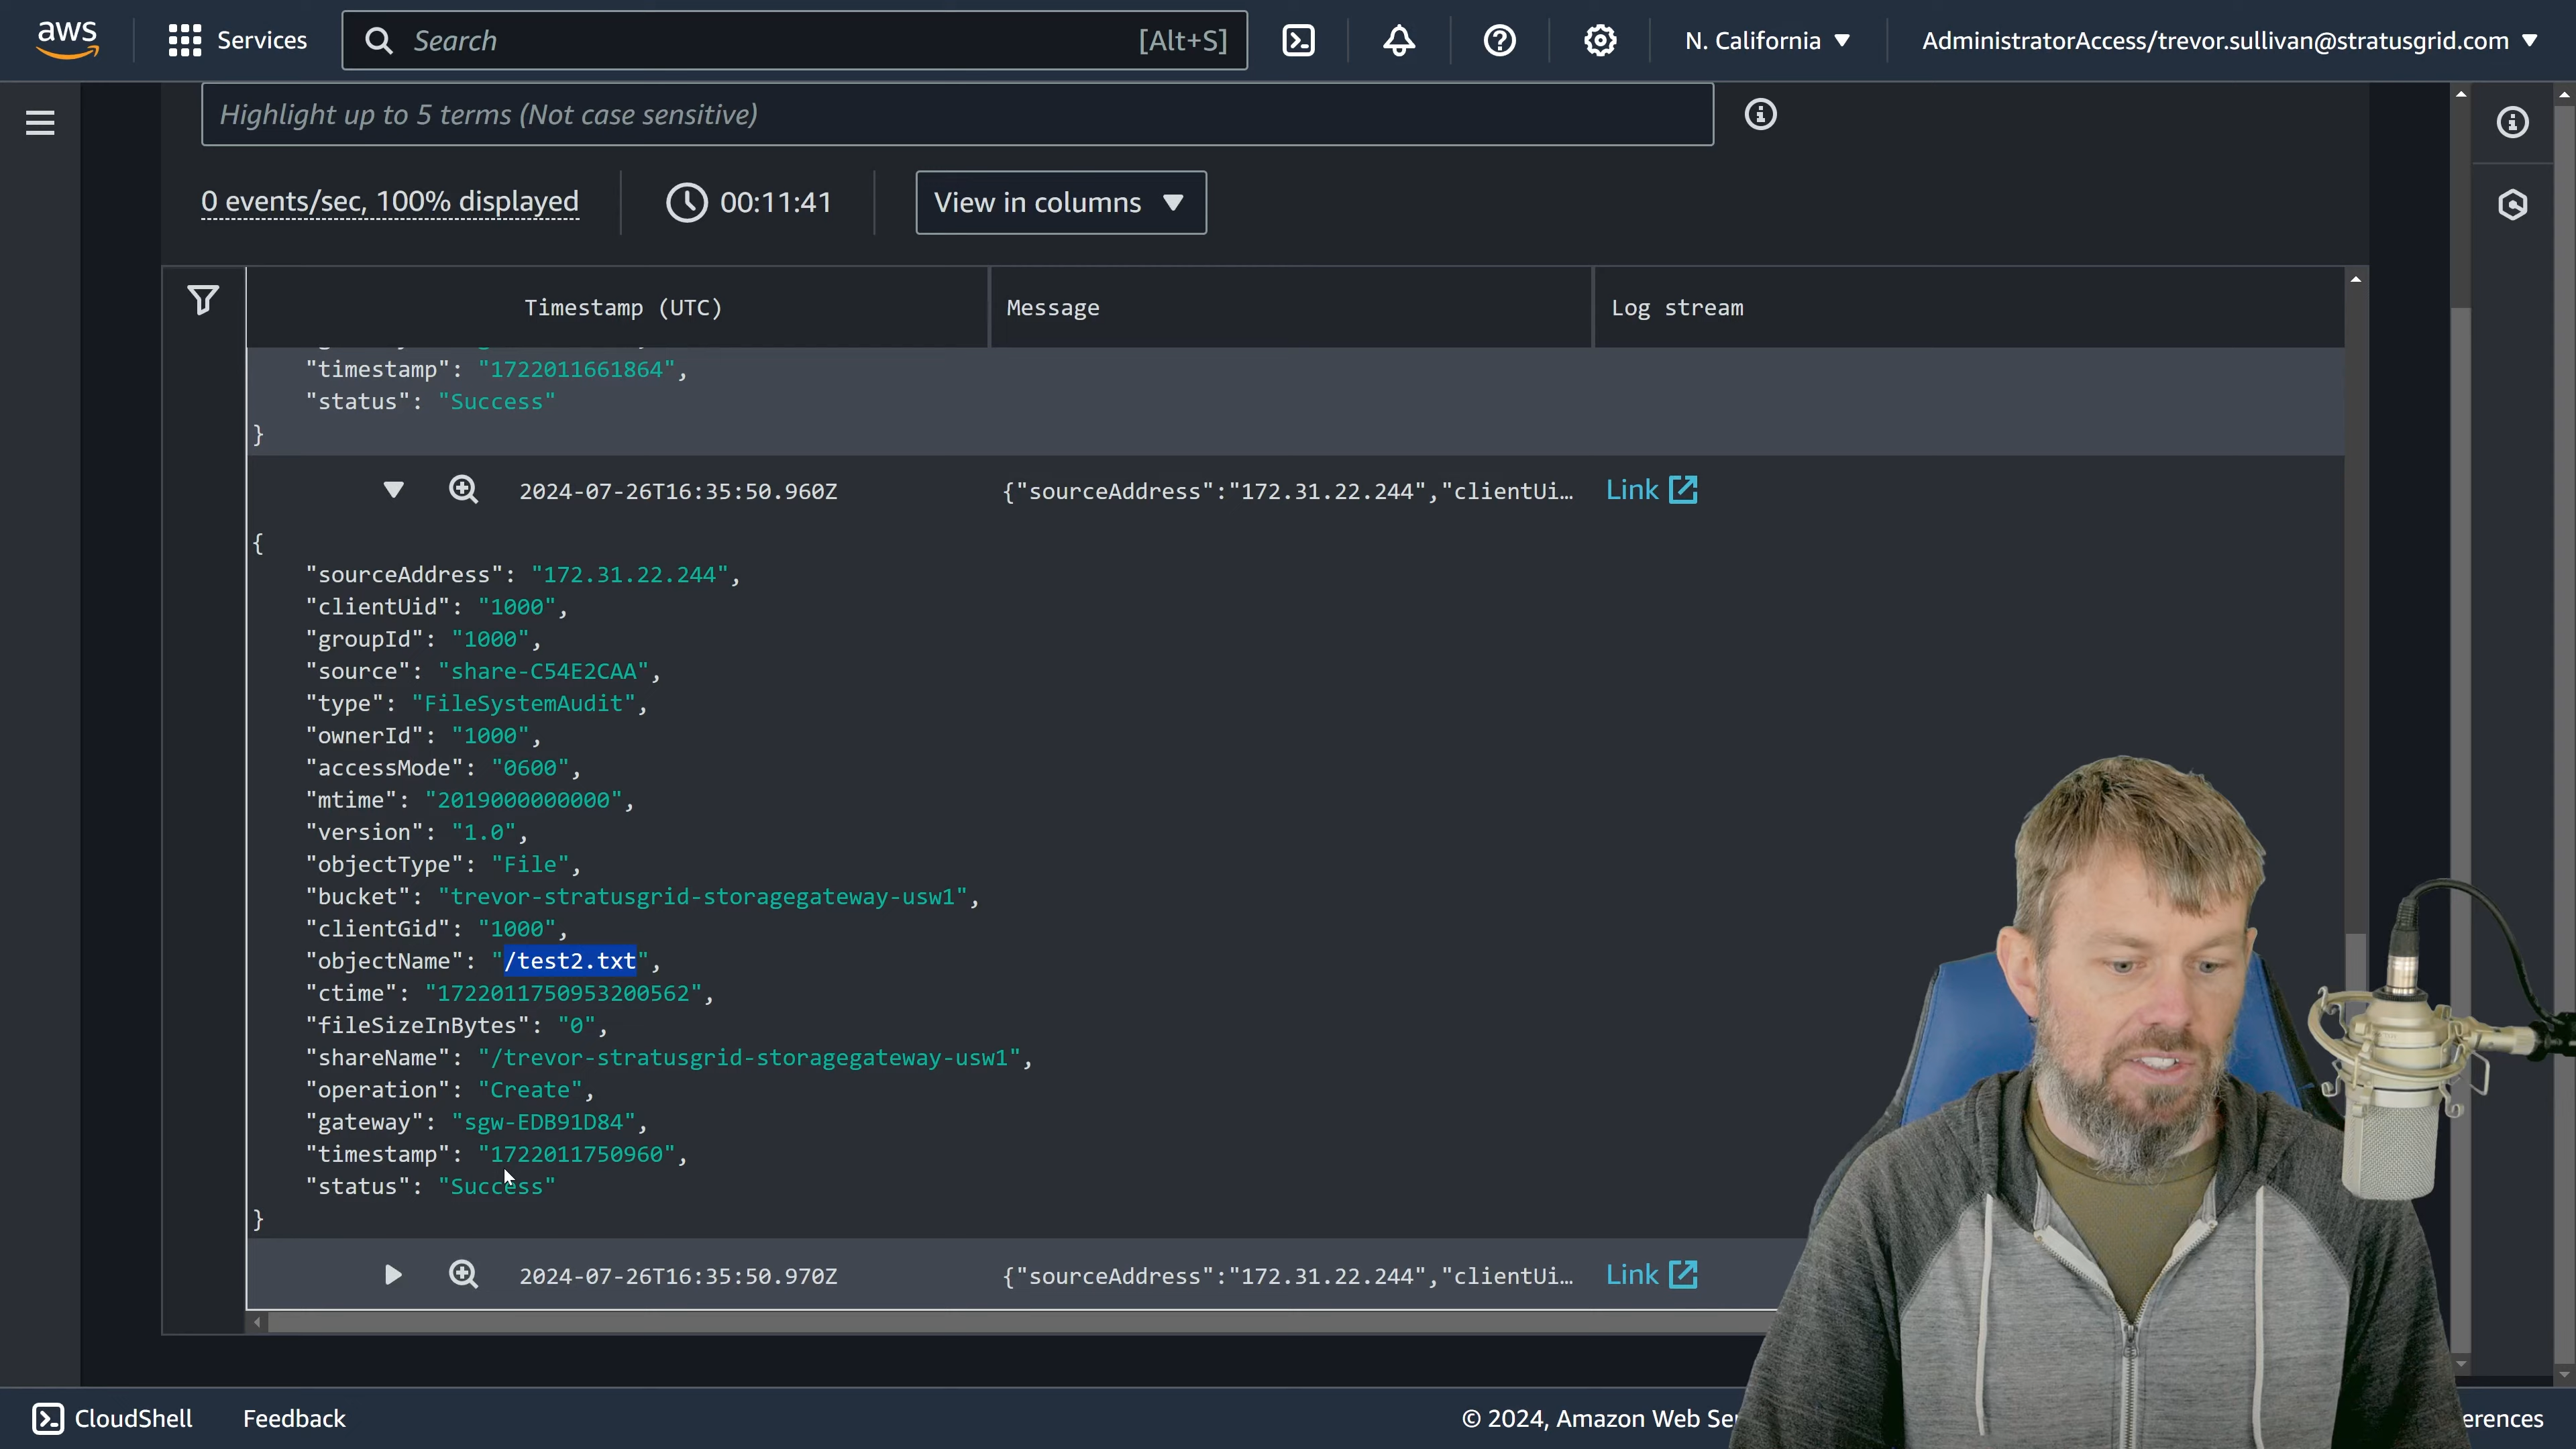 aws
Services
Search
[Alt+S]
N. California
AdministratorAccess/trevor.sullivan@stratusgrid.com
Highlight up to 5 terms (Not case sensitive)
0 events/sec, 100% displayed
00:11:41
View in columns
Timestamp (UTC)
Message
Log stream
"timestamp": "1722011661864",
"status": "Success"
}
2024-07-26T16:35:50.960Z
{"sourceAddress":"172.31.22.244","clientUi…
Link
{
"sourceAddress": "172.31.22.244",
"clientUid": "1000",
"groupId": "1000",
"source": "share-C54E2CAA",
"type": "FileSystemAudit",
"ownerId": "1000",
"accessMode": "0600",
"mtime": "2019000000000",
"version": "1.0",
"objectType": "File",
"bucket": "trevor-stratusgrid-storagegateway-usw1",
"clientGid": "1000",
"objectName": "/test2.txt",
"ctime": "1722011750953200562",
"fileSizeInBytes": "0",
"shareName": "/trevor-stratusgrid-storagegateway-usw1",
"operation": "Create",
"gateway": "sgw-EDB91D84",
"timestamp": "1722011750960",
"status": "Success"
}
2024-07-26T16:35:50.970Z
{"sourceAddress":"172.31.22.244","clientUi…
Link
CloudShell
Feedback
© 2024, Amazon Web